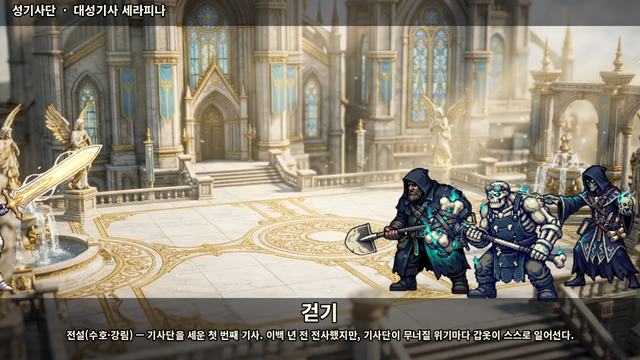 성기사단 · 대성기사 세라피나
걷기
전설(수호·강림) — 기사단을 세운 첫 번째 기사. 이백 년 전 전사했지만, 기사단이 무너질 위기마다 갑옷이 스스로 일어선다.